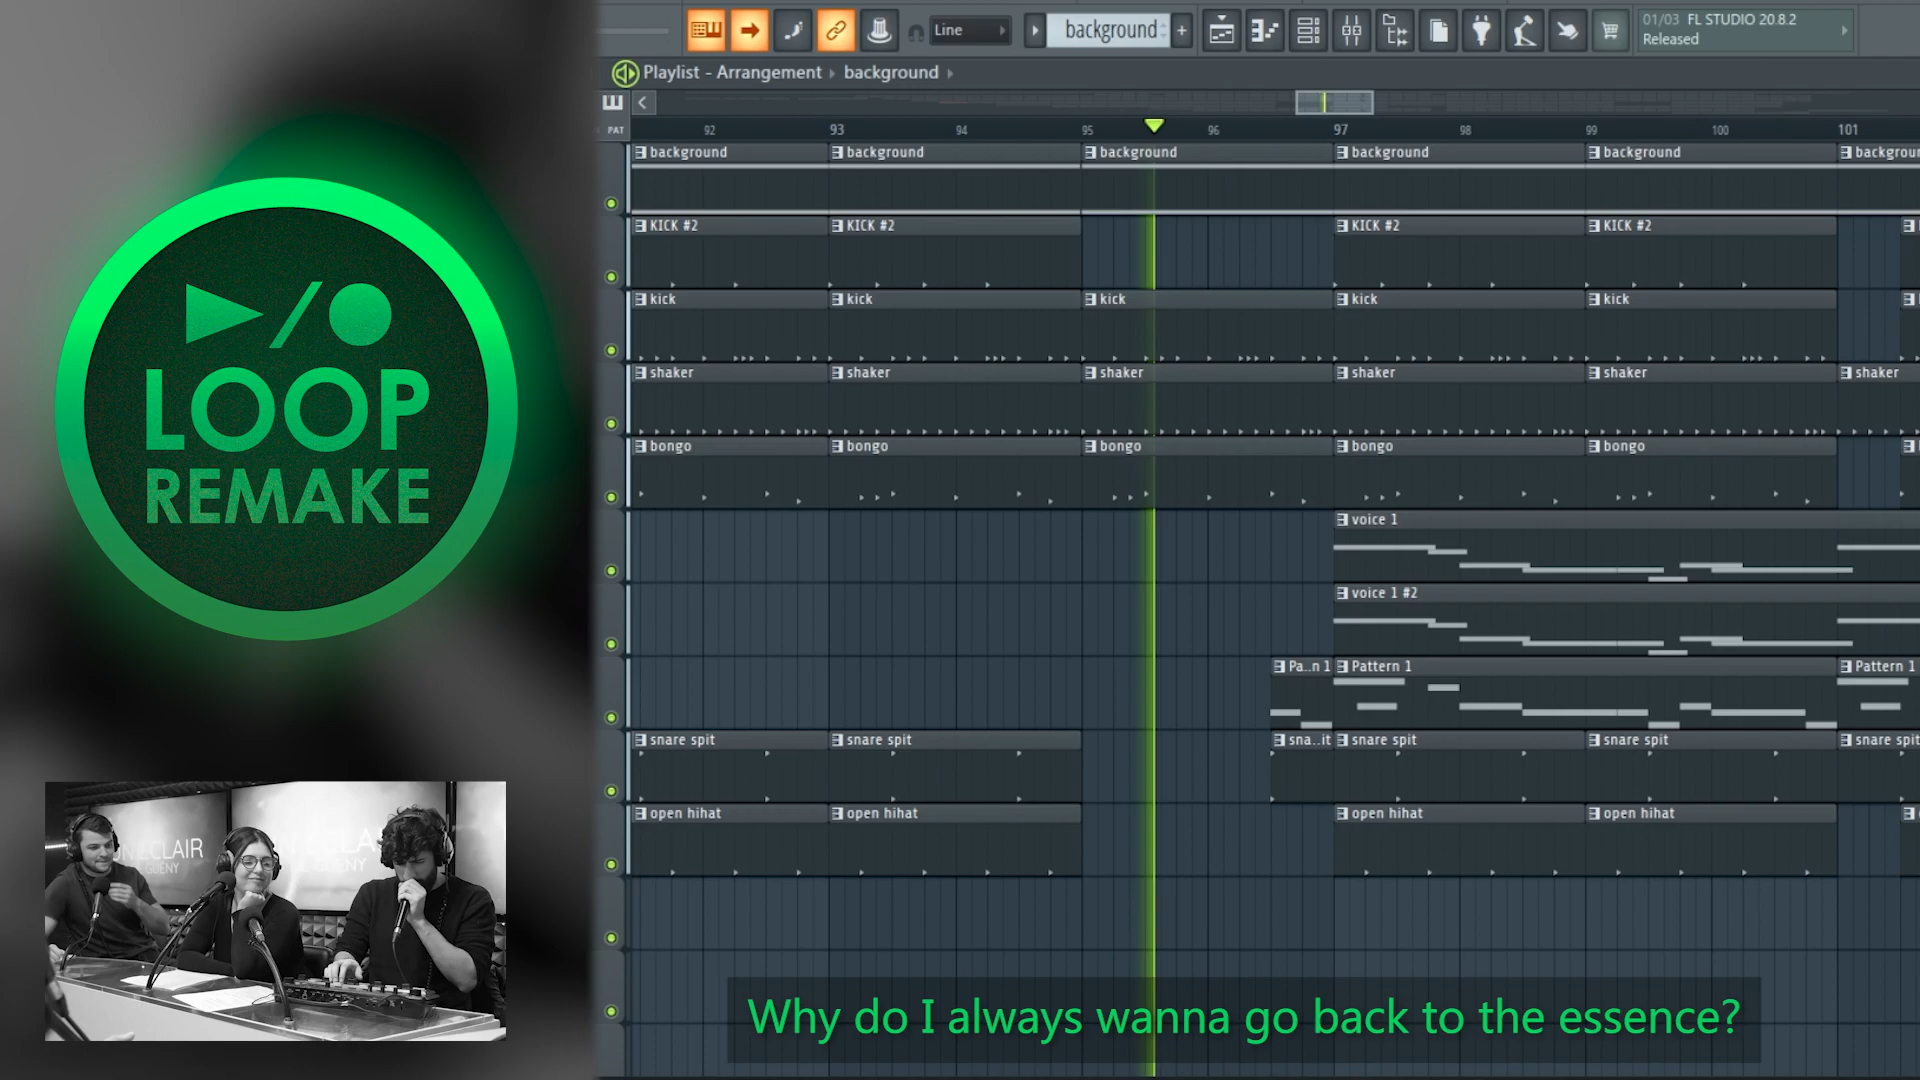 LOOP
REMAKE
Line
background
01/03 FL STUDIO 20.8.2
Released
Playlist - Arrangement background
PAT
92 93 94 95 96 97 98 99 100 101
background background background background background
KICK #2 KICK #2 KICK #2 KICK #2
kick kick kick kick kick
shaker shaker shaker shaker shaker shaker
bongo bongo bongo bongo bongo
voice 1
voice 1 #2
Pa..n 1 Pattern 1 Pattern 1
snare spit snare spit sna..it snare spit snare spit snare spit
open hihat open hihat open hihat open hihat
ECLAIR
GUENY
GUENY
Why do I always wanna go back to the essence?